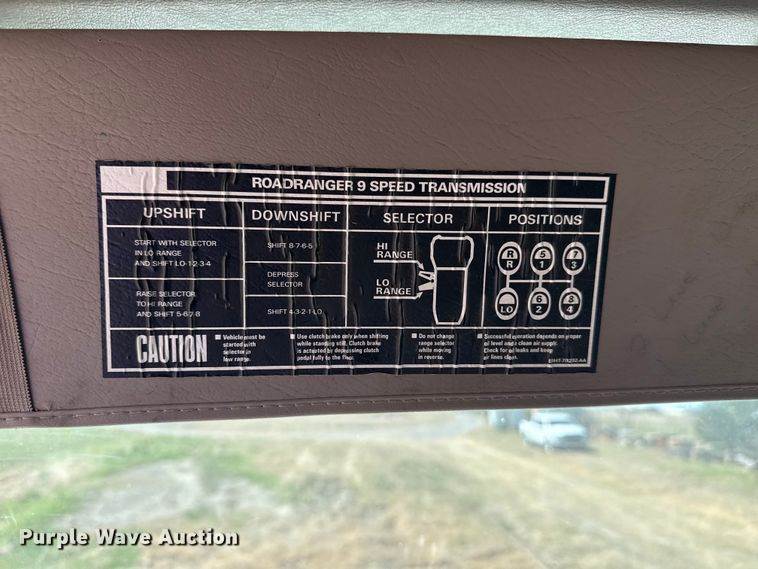 ROADRANGER 9 SPEED TRANSMISSION
UPSHIFT DOWNSHIFT SELECTOR POSITIONS
START WITH SELECTOR
IN LO RANGE
AND SHIFT LO-1-2-3-4
RAISE SELECTOR
TO HI RANGE
AND SHIFT 5-6-7-8
SHIFT 8-7-6-5
DEPRESS
SELECTOR
SHIFT 4-3-2-1-LO
HI
RANGE
LO
RANGE
R 5 7
R 1 3
6 8
LO 2 4
CAUTION
■ Vehicle must be
started with
selector in
low range.
■ Use clutch brake only when shifting
while standing still. Clutch brake
is actuated by depressing clutch
pedal fully to the floor.
■ Do not change
range selector
while moving
in reverse.
■ Successful operation depends on proper
oil level and a clean air supply.
Check for oil leaks and keep
air lines clean.
Purple Wave Auction